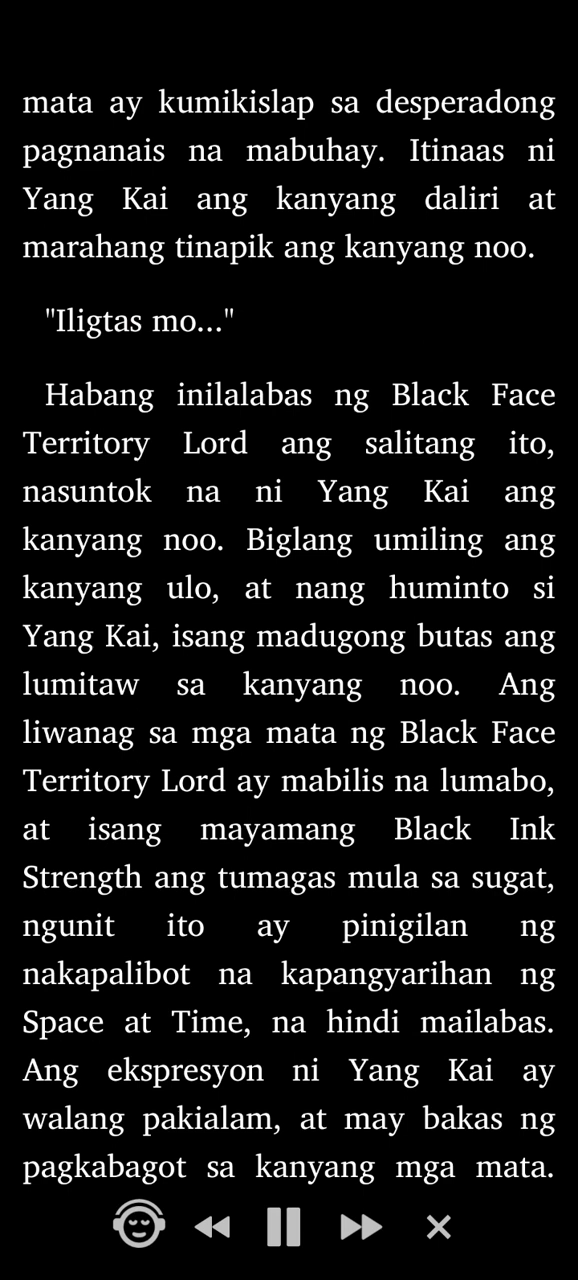 mata ay kumikislap sa desperadong
pagnanais na mabuhay. Itinaas ni
Yang Kai ang kanyang daliri at
marahang tinapik ang kanyang noo.
"Iligtas mo..."
Habang inilalabas ng Black Face
Territory Lord ang salitang ito,
nasuntok na ni Yang Kai ang
kanyang noo. Biglang umiling ang
kanyang ulo, at nang huminto si
Yang Kai, isang madugong butas ang
lumitaw sa kanyang noo. Ang
liwanag sa mga mata ng Black Face
Territory Lord ay mabilis na lumabo,
at isang mayamang Black Ink
Strength ang tumagas mula sa sugat,
ngunit ito ay pinigilan ng
nakapalibot na kapangyarihan ng
Space at Time, na hindi mailabas.
Ang ekspresyon ni Yang Kai ay
walang pakialam, at may bakas ng
pagkabagot sa kanyang mga mata.